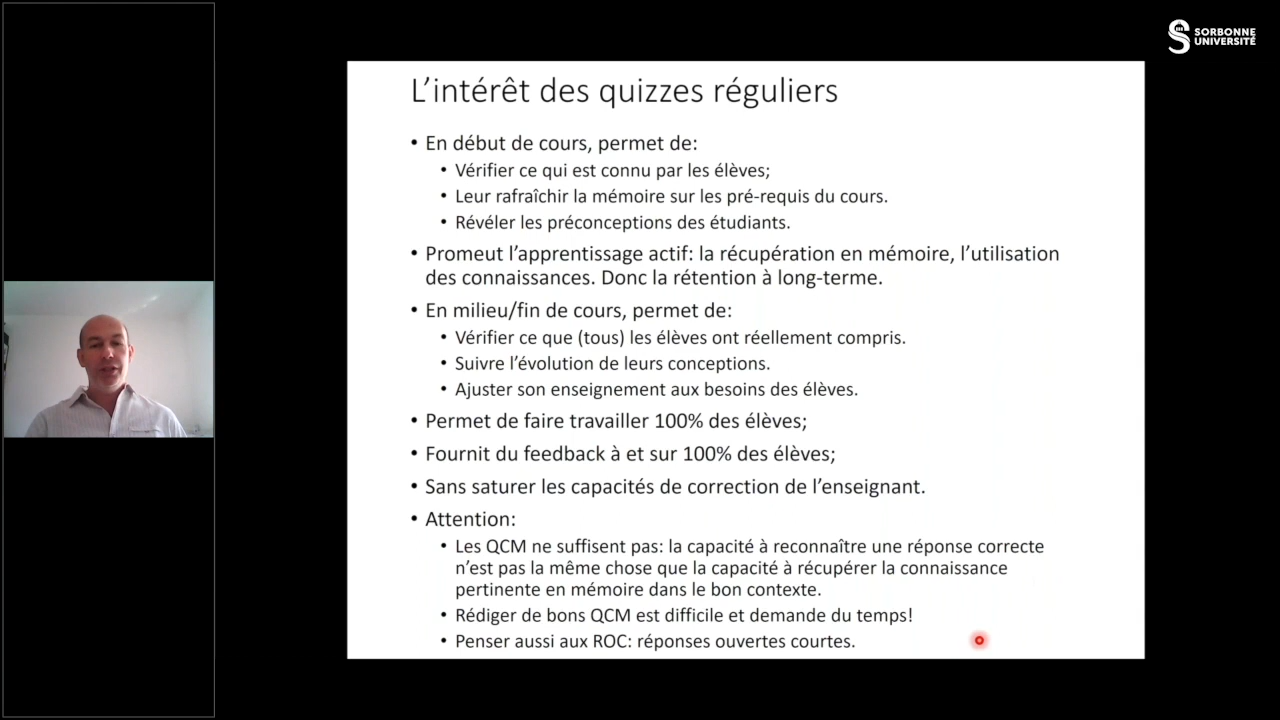 SORBONNE
UNIVERSITÉ
L'intérêt des quizzes réguliers
• En début de cours, permet de:
• Vérifier ce qui est connu par les élèves;
• Leur rafraîchir la mémoire sur les pré-requis du cours.
• Révéler les préconceptions des étudiants.
• Promeut l'apprentissage actif: la récupération en mémoire, l'utilisation
des connaissances. Donc la rétention à long-terme.
• En milieu/fin de cours, permet de:
• Vérifier ce que (tous) les élèves ont réellement compris.
• Suivre l'évolution de leurs conceptions.
• Ajuster son enseignement aux besoins des élèves.
• Permet de faire travailler 100% des élèves;
• Fournit du feedback à et sur 100% des élèves;
• Sans saturer les capacités de correction de l'enseignant.
• Attention:
• Les QCM ne suffisent pas: la capacité à reconnaître une réponse correcte
n'est pas la même chose que la capacité à récupérer la connaissance
pertinente en mémoire dans le bon contexte.
• Rédiger de bons QCM est difficile et demande du temps!
• Penser aussi aux ROC: réponses ouvertes courtes.